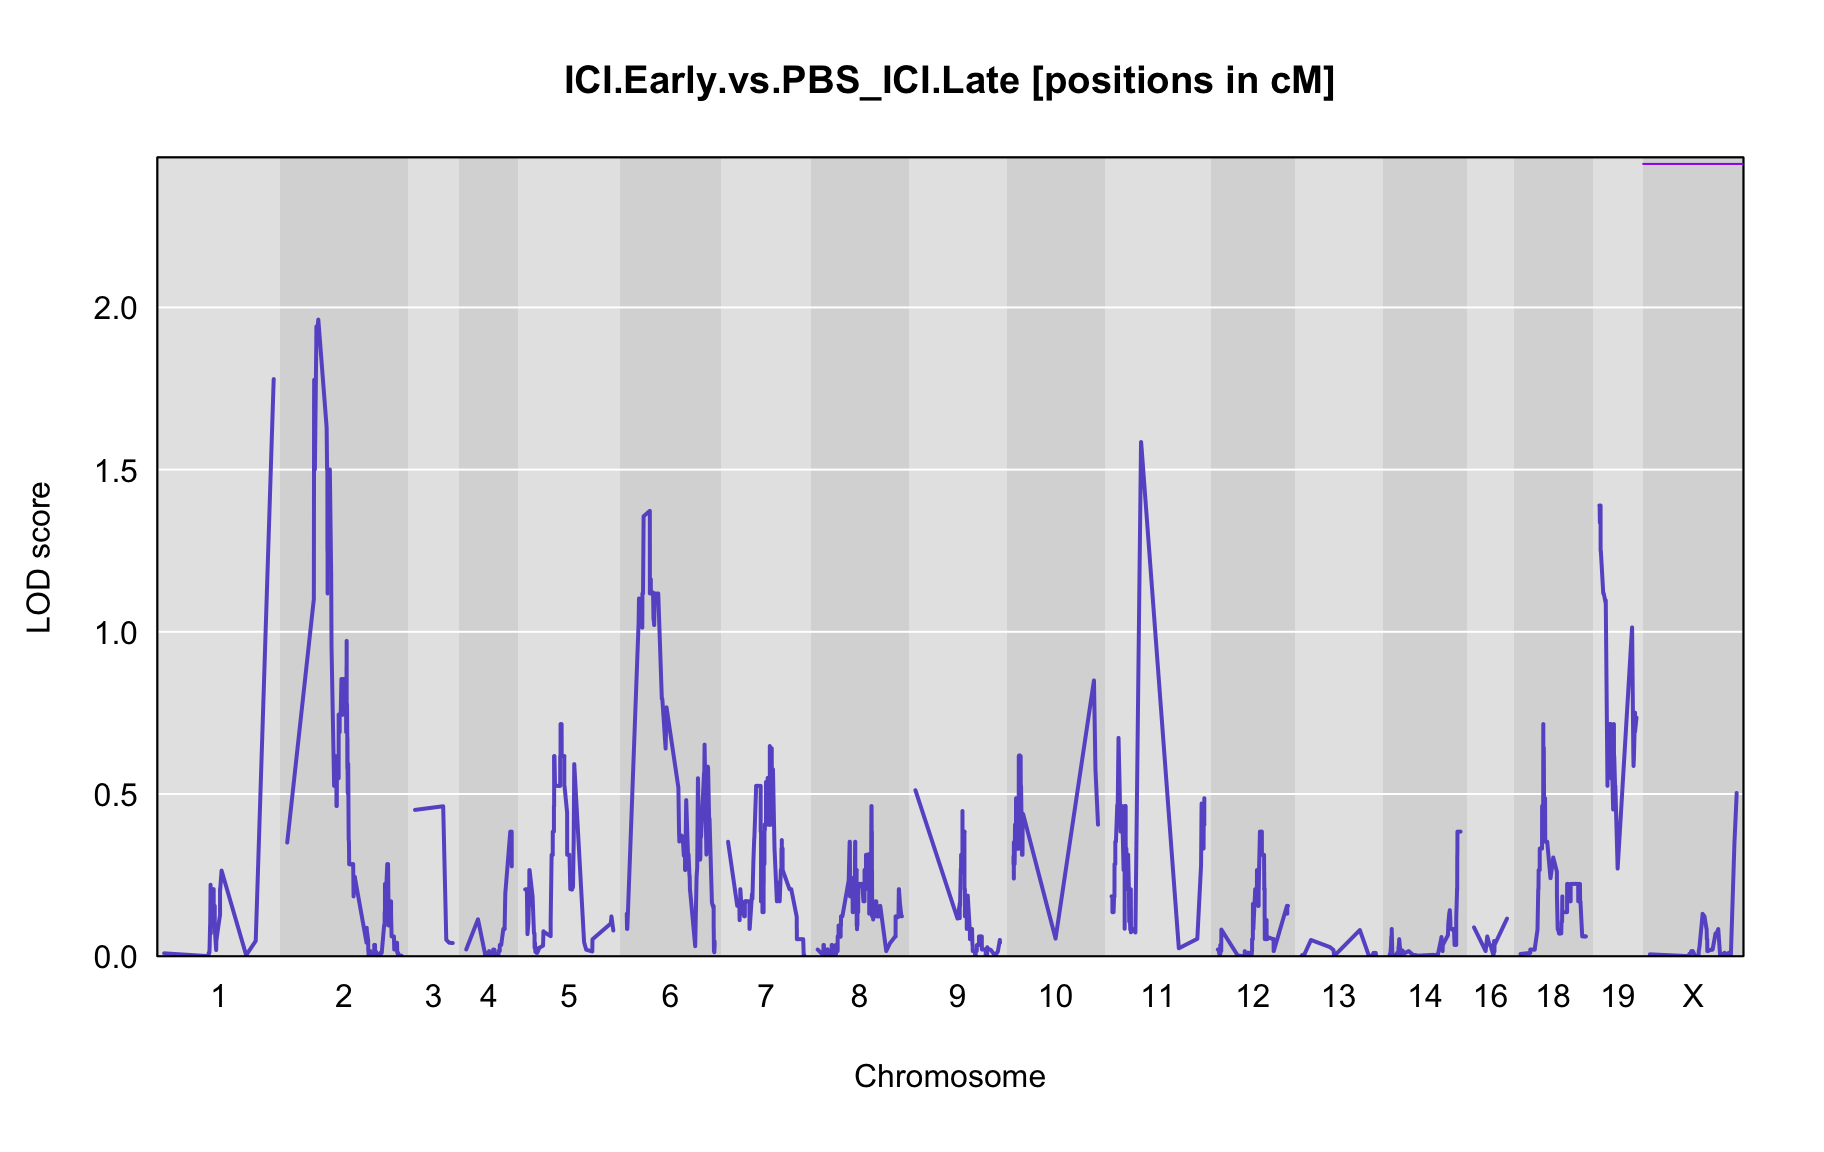 ICI.Early.vs.PBS_ICI.Late [positions in cM]
2.0
1.5
1.0
0.5
0.0
LOD score
1 2 3 4 5 6 7 8 9 10 11 12 13 14 16 18 19 X
Chromosome